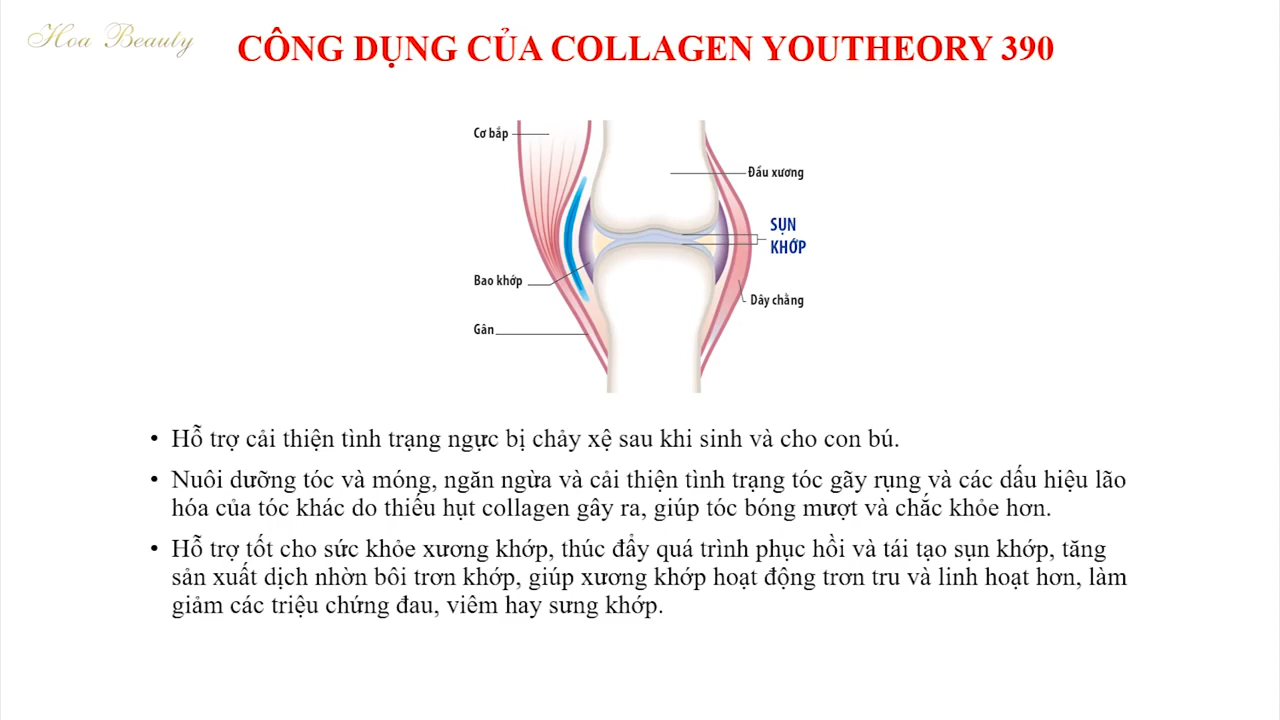 Hoa Beauty
CÔNG DỤNG CỦA COLLAGEN YOUTHEORY 390
Cơ bắp
Đầu xương
SỤN
KHỚP
Bao khớp
Dây chằng
Gân
• Hỗ trợ cải thiện tình trạng ngực bị chảy xệ sau khi sinh và cho con bú.
• Nuôi dưỡng tóc và móng, ngăn ngừa và cải thiện tình trạng tóc gãy rụng và các dấu hiệu lão
hóa của tóc khác do thiếu hụt collagen gây ra, giúp tóc bóng mượt và chắc khỏe hơn.
• Hỗ trợ tốt cho sức khỏe xương khớp, thúc đẩy quá trình phục hồi và tái tạo sụn khớp, tăng
sản xuất dịch nhờn bôi trơn khớp, giúp xương khớp hoạt động trơn tru và linh hoạt hơn, làm
giảm các triệu chứng đau, viêm hay sưng khớp.